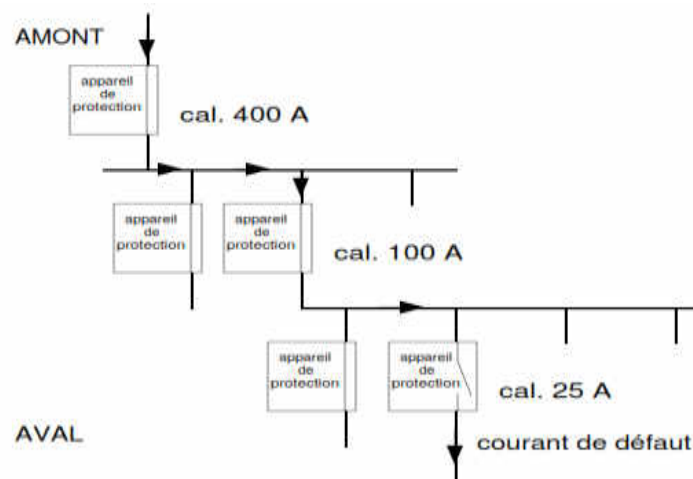 AMONT
appareil
de
protection
cal. 400 A
appareil
de
protection
appareil
de
protection
cal. 100 A
appareil
de
protection
appareil
de
protection
cal. 25 A
AVAL
courant de défaut